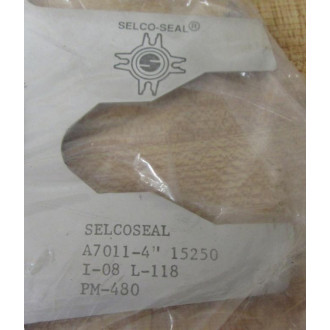 SELCO-SEAL®
SELCOSEAL
A7011-4" 15250
I-08 L-118
PM-480